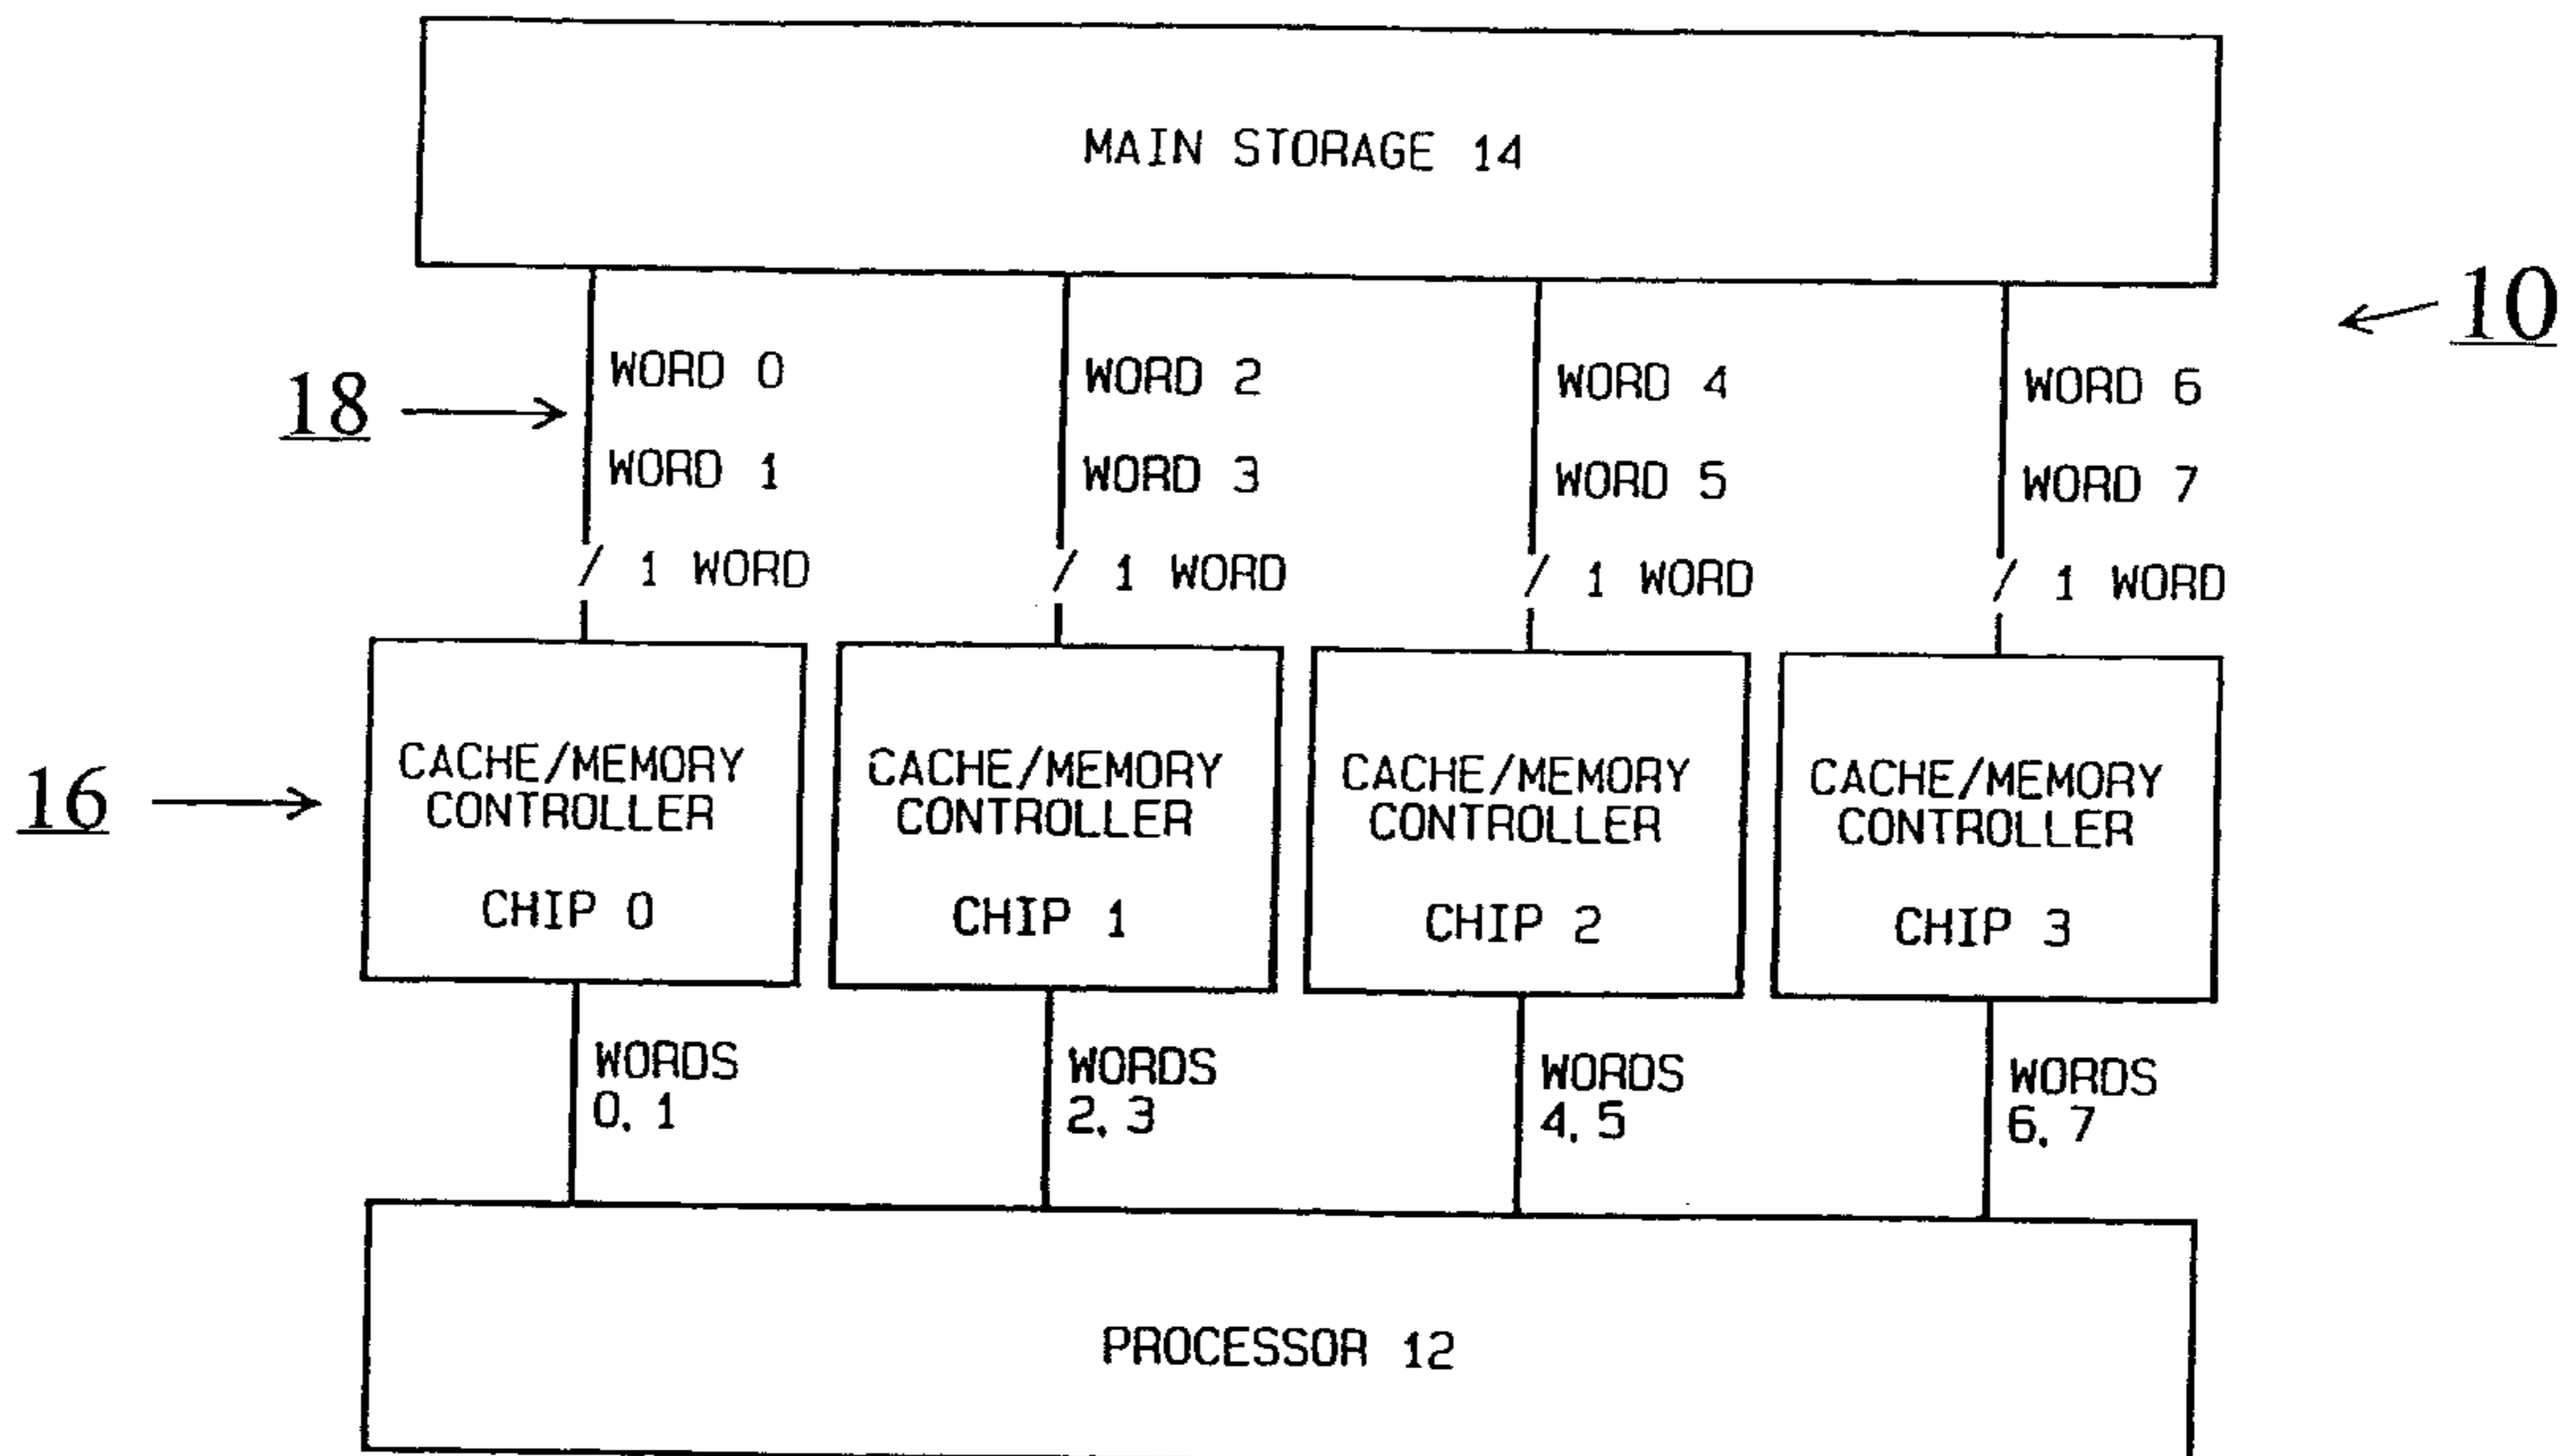 MAIN STORAGE 14
10
18
WORD 0
WORD 2
WORD 4
WORD 6
WORD 1
WORD 3
WORD 5
WORD 7
1 WORD
1 WORD
1 WORD
1 WORD
16
CACHE/MEMORY
CONTROLLER
CHIP 0
CACHE/MEMORY
CONTROLLER
CHIP 1
CACHE/MEMORY
CONTROLLER
CHIP 2
CACHE/MEMORY
CONTROLLER
CHIP 3
WORDS
0, 1
WORDS
2, 3
WORDS
4, 5
WORDS
6, 7
PROCESSOR 12